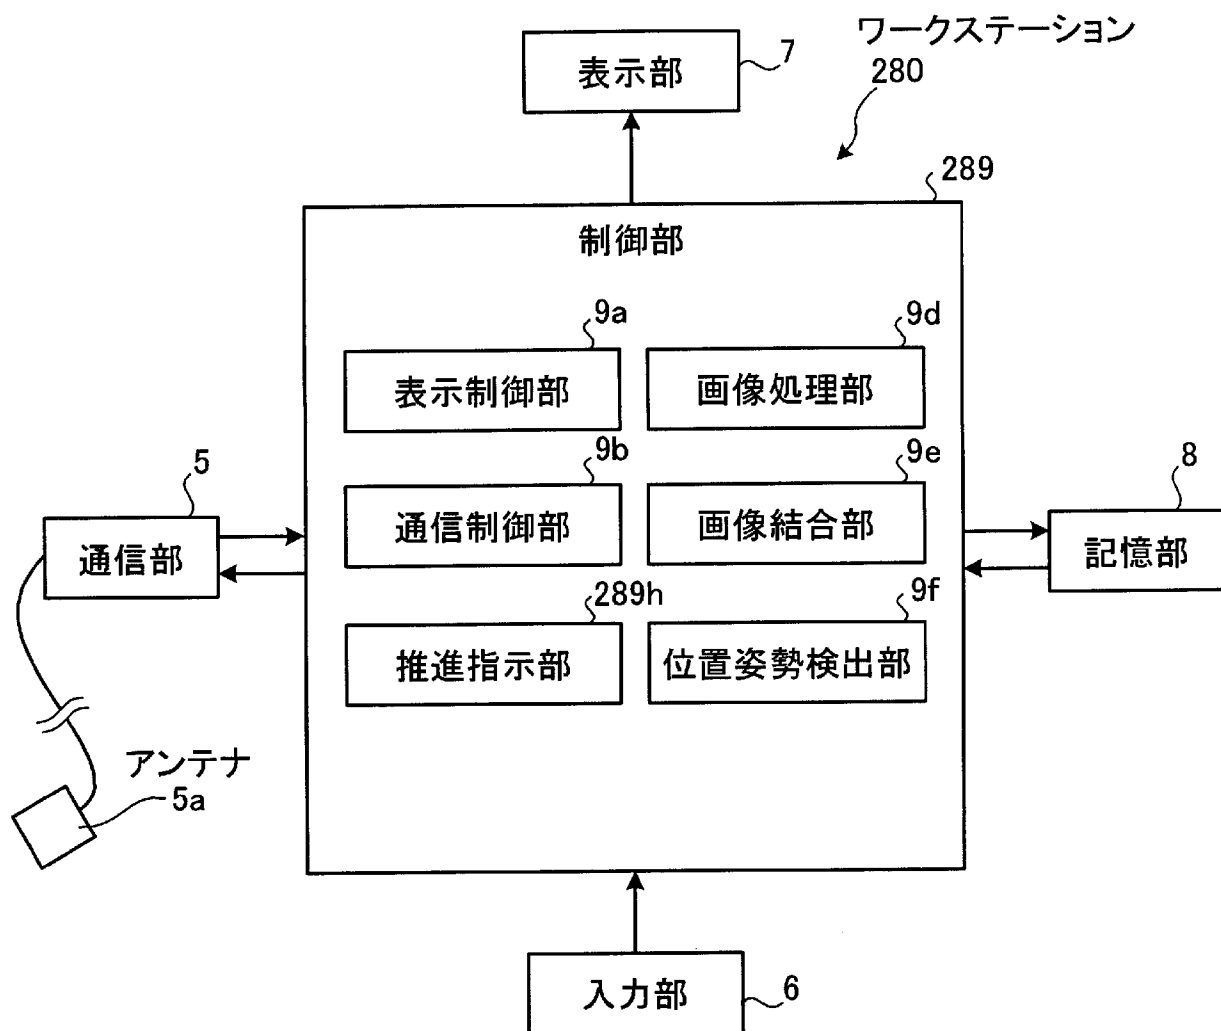 ワークステーション
280
7
表示部
289
制御部
9a
表示制御部
9d
画像処理部
9b
通信制御部
9e
画像結合部
289h
推進指示部
9f
位置姿勢検出部
5
通信部
8
記憶部
アンテナ
5a
入力部
6